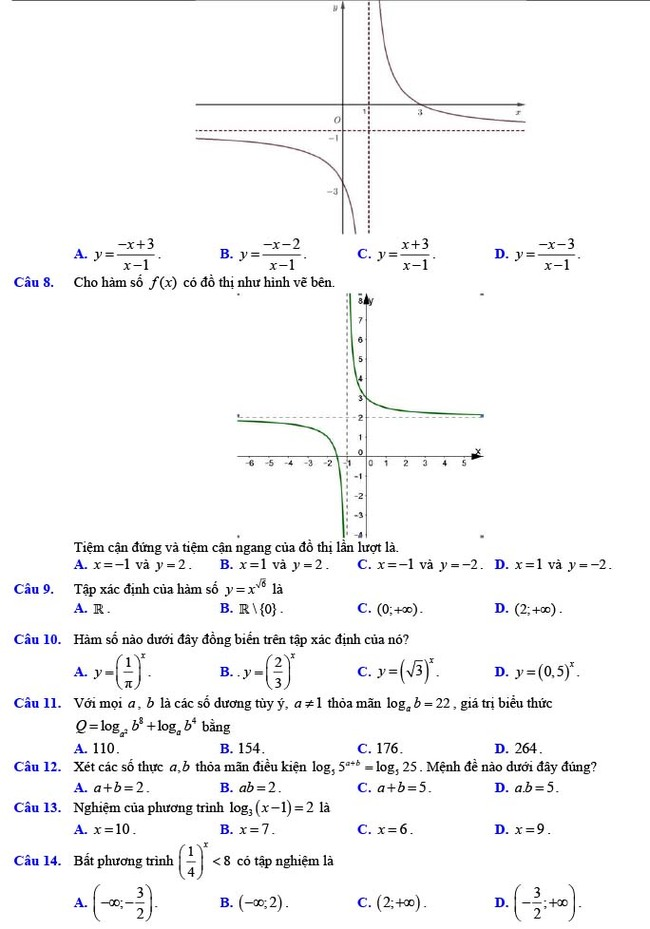 y
1
3
x
O
-1
-3
A. y = (-x+3)/(x-1). B. y = (-x-2)/(x-1). C. y = (x+3)/(x-1). D. y = (-x-3)/(x-1).
Câu 8. Cho hàm số f(x) có đồ thị như hình vẽ bên.
8 y
7
6
5
4
3
2
1
0 x
-6 -5 -4 -3 -2 -1 0 1 2 3 4 5
-1
-2
-3
-4
Tiệm cận đứng và tiệm cận ngang của đồ thị lần lượt là.
A. x = -1 và y = 2. B. x = 1 và y = 2. C. x = -1 và y = -2. D. x = 1 và y = -2.
Câu 9. Tập xác định của hàm số y = x^√6 là
A. ℝ. B. ℝ \ {0}. C. (0; +∞). D. (2; +∞).
Câu 10. Hàm số nào dưới đây đồng biến trên tập xác định của nó?
A. y = (1/π)^x. B. . y = (2/3)^x C. y = (√3)^x. D. y = (0,5)^x.
Câu 11. Với mọi a, b là các số dương tùy ý, a ≠ 1 thỏa mãn logₐ b = 22, giá trị biểu thức
Q = log_{a²} b⁸ + logₐ b⁴ bằng
A. 110. B. 154. C. 176. D. 264.
Câu 12. Xét các số thực a,b thỏa mãn điều kiện log₅ 5^{a+b} = log₅ 25. Mệnh đề nào dưới đây đúng?
A. a + b = 2. B. ab = 2. C. a + b = 5. D. a.b = 5.
Câu 13. Nghiệm của phương trình log₃(x-1) = 2 là
A. x = 10. B. x = 7. C. x = 6. D. x = 9.
Câu 14. Bất phương trình (1/4)^x < 8 có tập nghiệm là
A. (-∞; -3/2). B. (-∞; 2). C. (2; +∞). D. (-3/2; +∞).